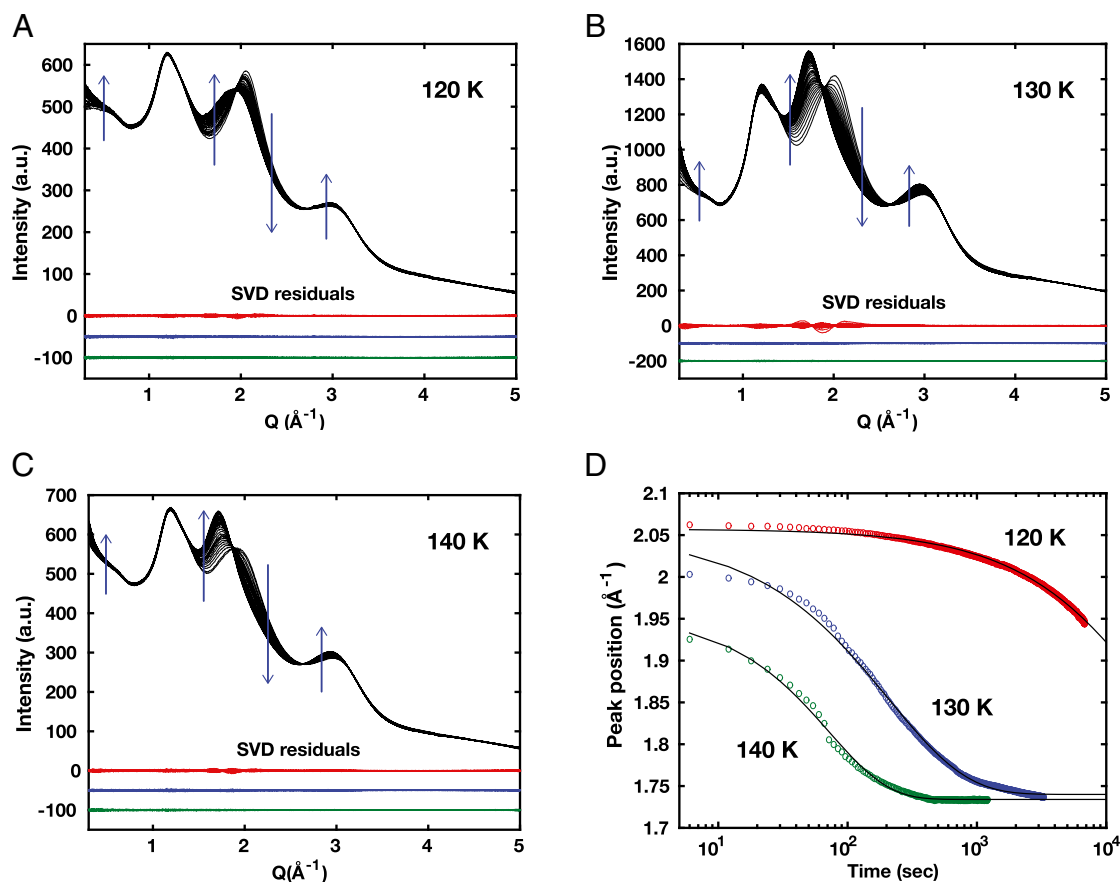 A
Intensity (a.u.)
600
500
400
300
200
100
0
-100
120 K
SVD residuals
1 2 3 4 5
Q (Å⁻¹)
B
Intensity (a.u.)
1600
1400
1200
1000
800
600
400
200
0
-200
130 K
SVD residuals
1 2 3 4 5
Q (Å⁻¹)
C
Intensity (a.u.)
700
600
500
400
300
200
100
0
-100
140 K
SVD residuals
1 2 3 4 5
Q(Å⁻¹)
D
Peak position (Å⁻¹)
2.1
2.05
2
1.95
1.9
1.85
1.8
1.75
1.7
120 K
130 K
140 K
10¹ 10² 10³ 10⁴
Time (sec)